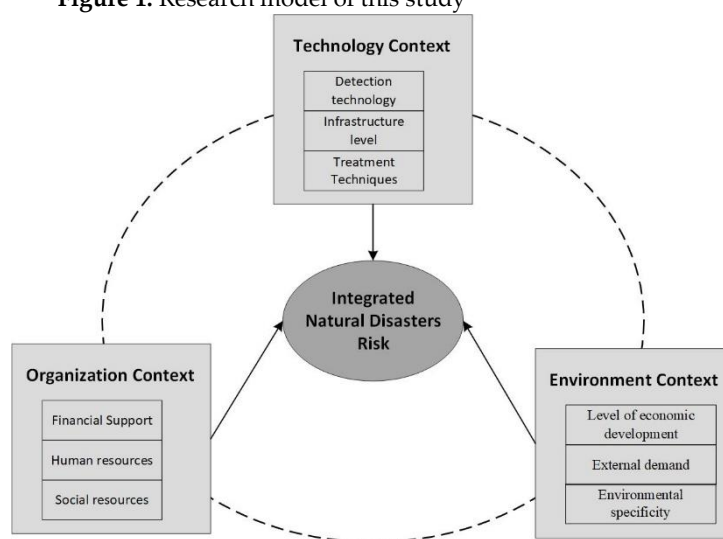 Figure 1. Research model of this study
Technology Context
Detection
technology
Infrastructure
level
Treatment
Techniques
Integrated
Natural Disasters
Risk
Organization Context
Financial Support
Human resources
Social resources
Environment Context
Level of economic
development
External demand
Environmental
specificity